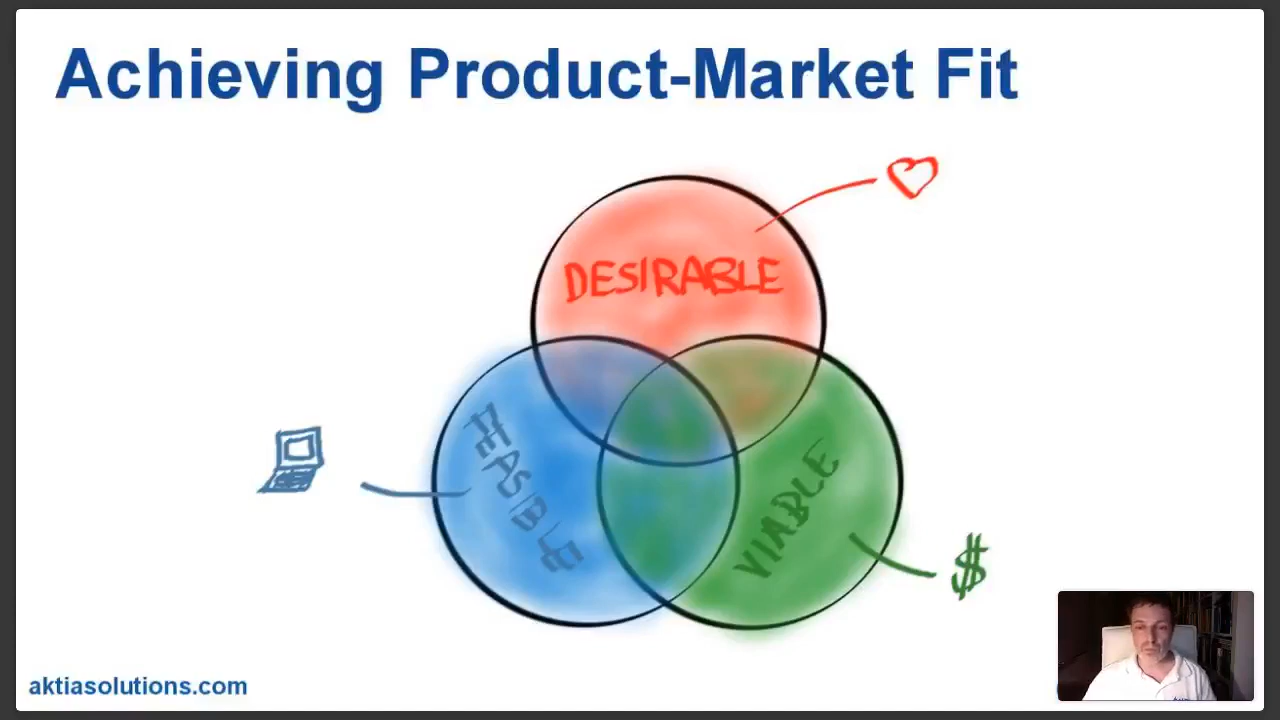 Achieving Product-Market Fit
DESIRABLE
FEASIBLE
VIABLE
$
aktiasolutions.com